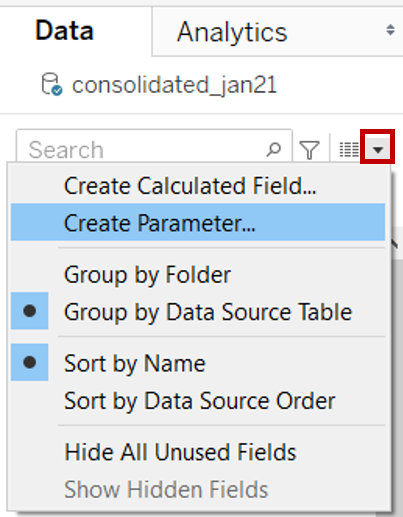 Data Analytics
consolidated_jan21
Search
Create Calculated Field...
Create Parameter...
Group by Folder
Group by Data Source Table
Sort by Name
Sort by Data Source Order
Hide All Unused Fields
Show Hidden Fields